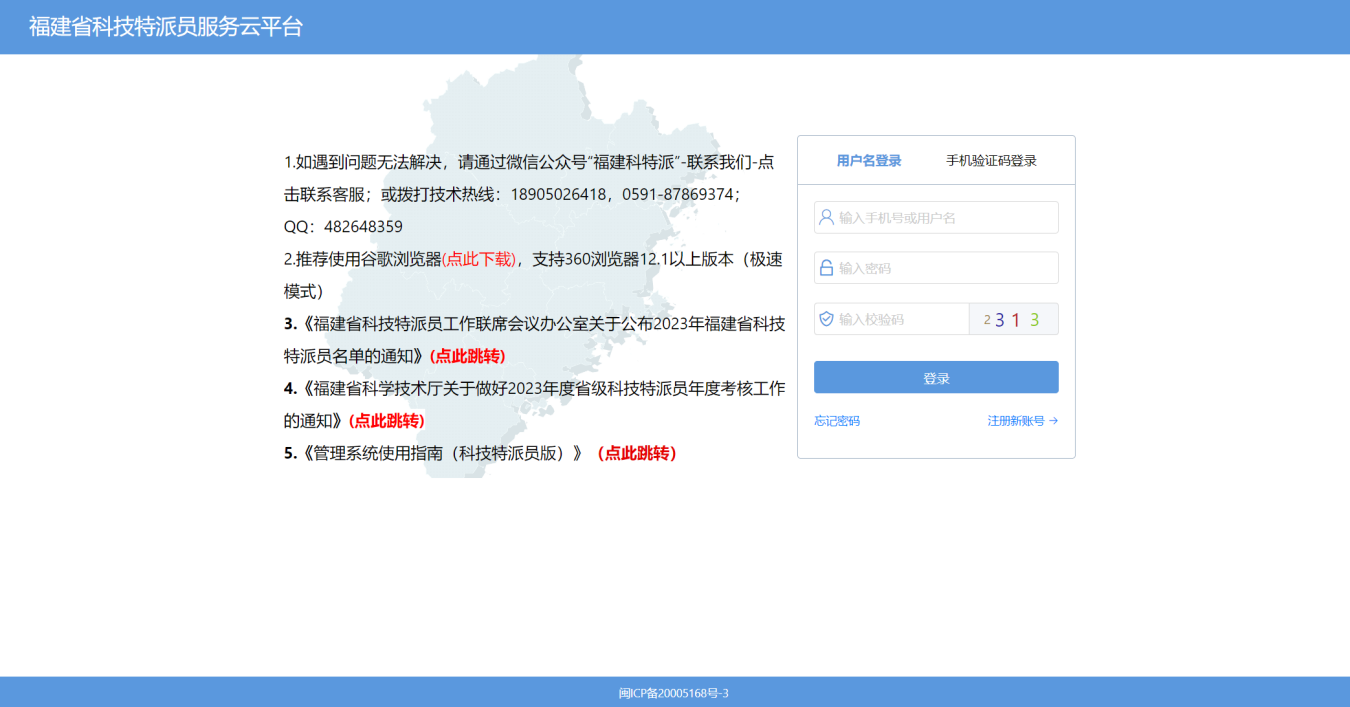 福建省科技特派员服务云平台
1.如遇到问题无法解决，请通过微信公众号“福建科特派”-联系我们-点
击联系客服；或拨打技术热线：18905026418，0591-87869374；
QQ：482648359
2.推荐使用谷歌浏览器(点此下载)，支持360浏览器12.1以上版本（极速
模式）
3.《福建省科技特派员工作联席会议办公室关于公布2023年福建省科技
特派员名单的通知》(点此跳转)
4.《福建省科学技术厅关于做好2023年度省级科技特派员年度考核工作
的通知》(点此跳转)
5.《管理系统使用指南（科技特派员版）》（点此跳转）
用户名登录 手机验证码登录
输入手机号或用户名
输入密码
输入校验码 2313
登录
忘记密码 注册新账号→
闽ICP备20005168号-3